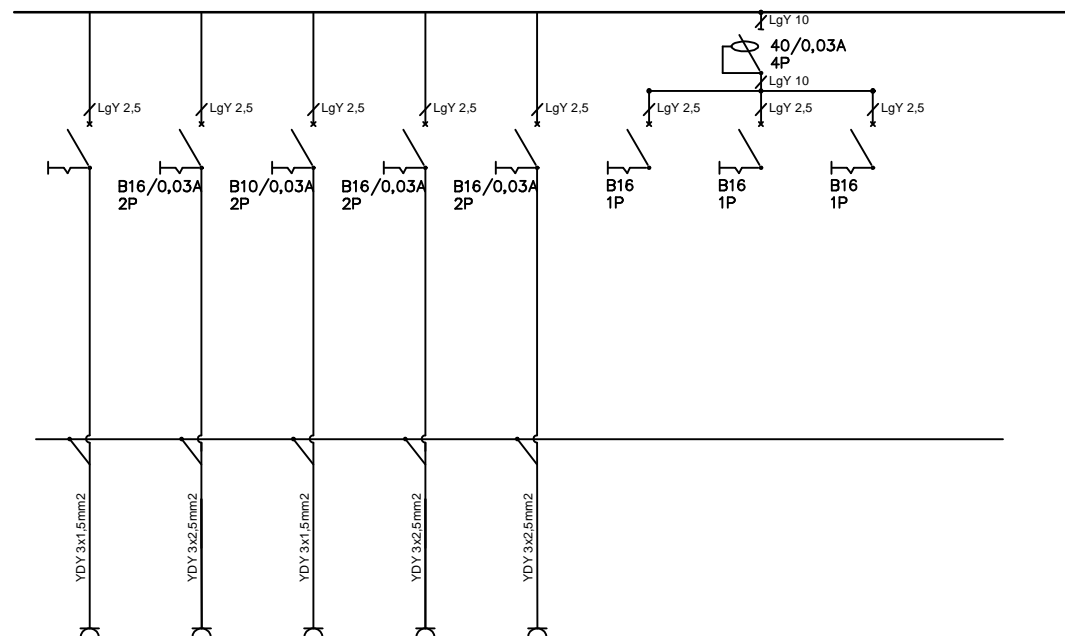 LgY 10
40/0,03A
4P
LgY 10
LgY 2,5
LgY 2,5
LgY 2,5
LgY 2,5
LgY 2,5
LgY 2,5
LgY 2,5
LgY 2,5
B16/0,03A
2P
B10/0,03A
2P
B16/0,03A
2P
B16/0,03A
2P
B16
1P
B16
1P
B16
1P
YDY 3x1,5mm2
YDY 3x2,5mm2
YDY 3x1,5mm2
YDY 3x2,5mm2
YDY 3x2,5mm2